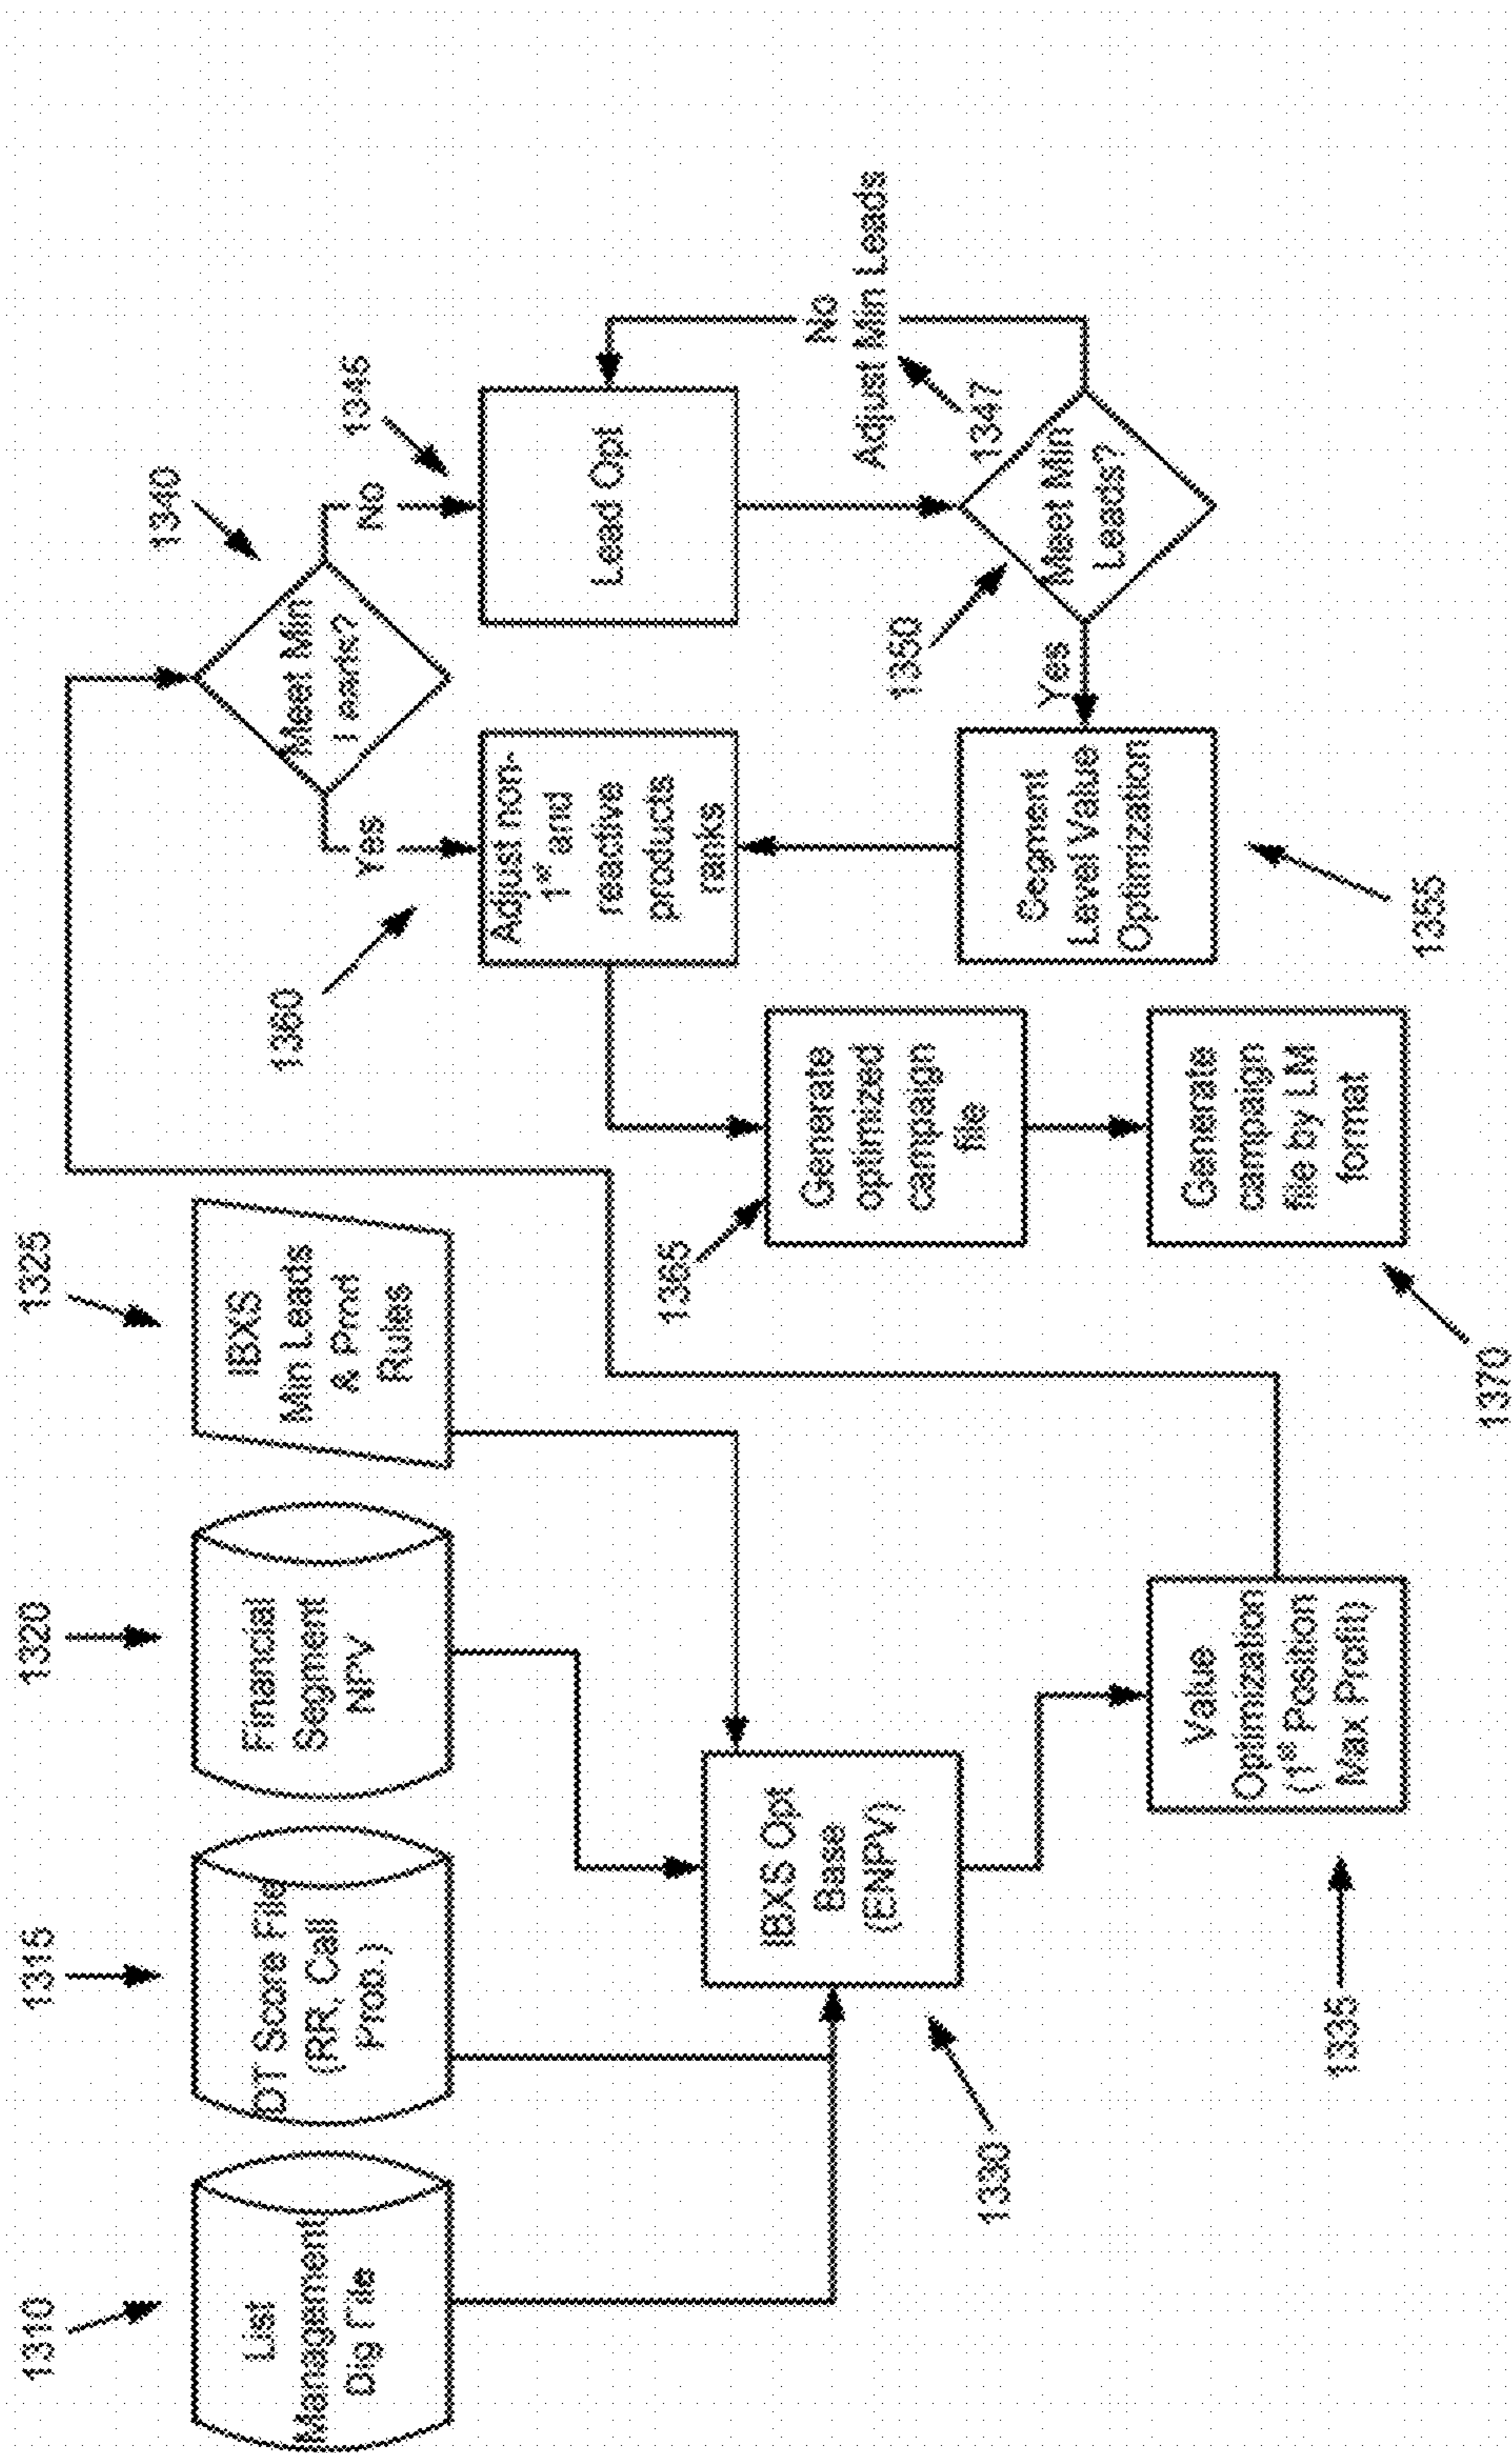 1310
1315
1320
1325
1340
List
Management
Big File
DT Score File
(RR, Call
Prob.)
Financial
Segment
NPV
IBXS
Min Leads
& Prod
Rules
Meet Min
Leads?
Yes
No
1345
1360
IBXS Opt
Base
(ENPV)
1330
Value
Optimization
(1st Position
Max Profit)
1335
Adjust non-
1st and
reactive
products
ranks
Lead Opt
No
Adjust Min Leads
1347
1350
Meet Min
Leads?
Yes
Segment
Level Value
Optimization
1355
1365
Generate
optimized
campaign
file
Generate
campaign
file by LM
format
1370